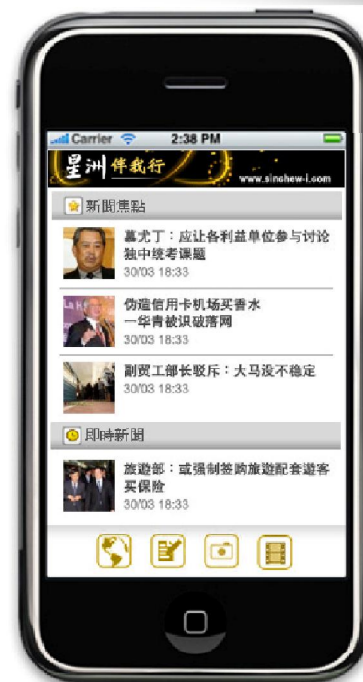 Carrier 2:38 PM
星洲 伴我行
www.sinchew-i.com
新聞焦點
慕尤丁：应让各利益单位参与讨论
独中统考课题
30/03 18:33
伪造信用卡机场买香水
一华青被识破落网
30/03 18:33
副贸工部长驳斥：大马没不稳定
30/03 18:33
即時新聞
旅遊部：或强制签购旅遊配套遊客
买保险
30/03 18:33